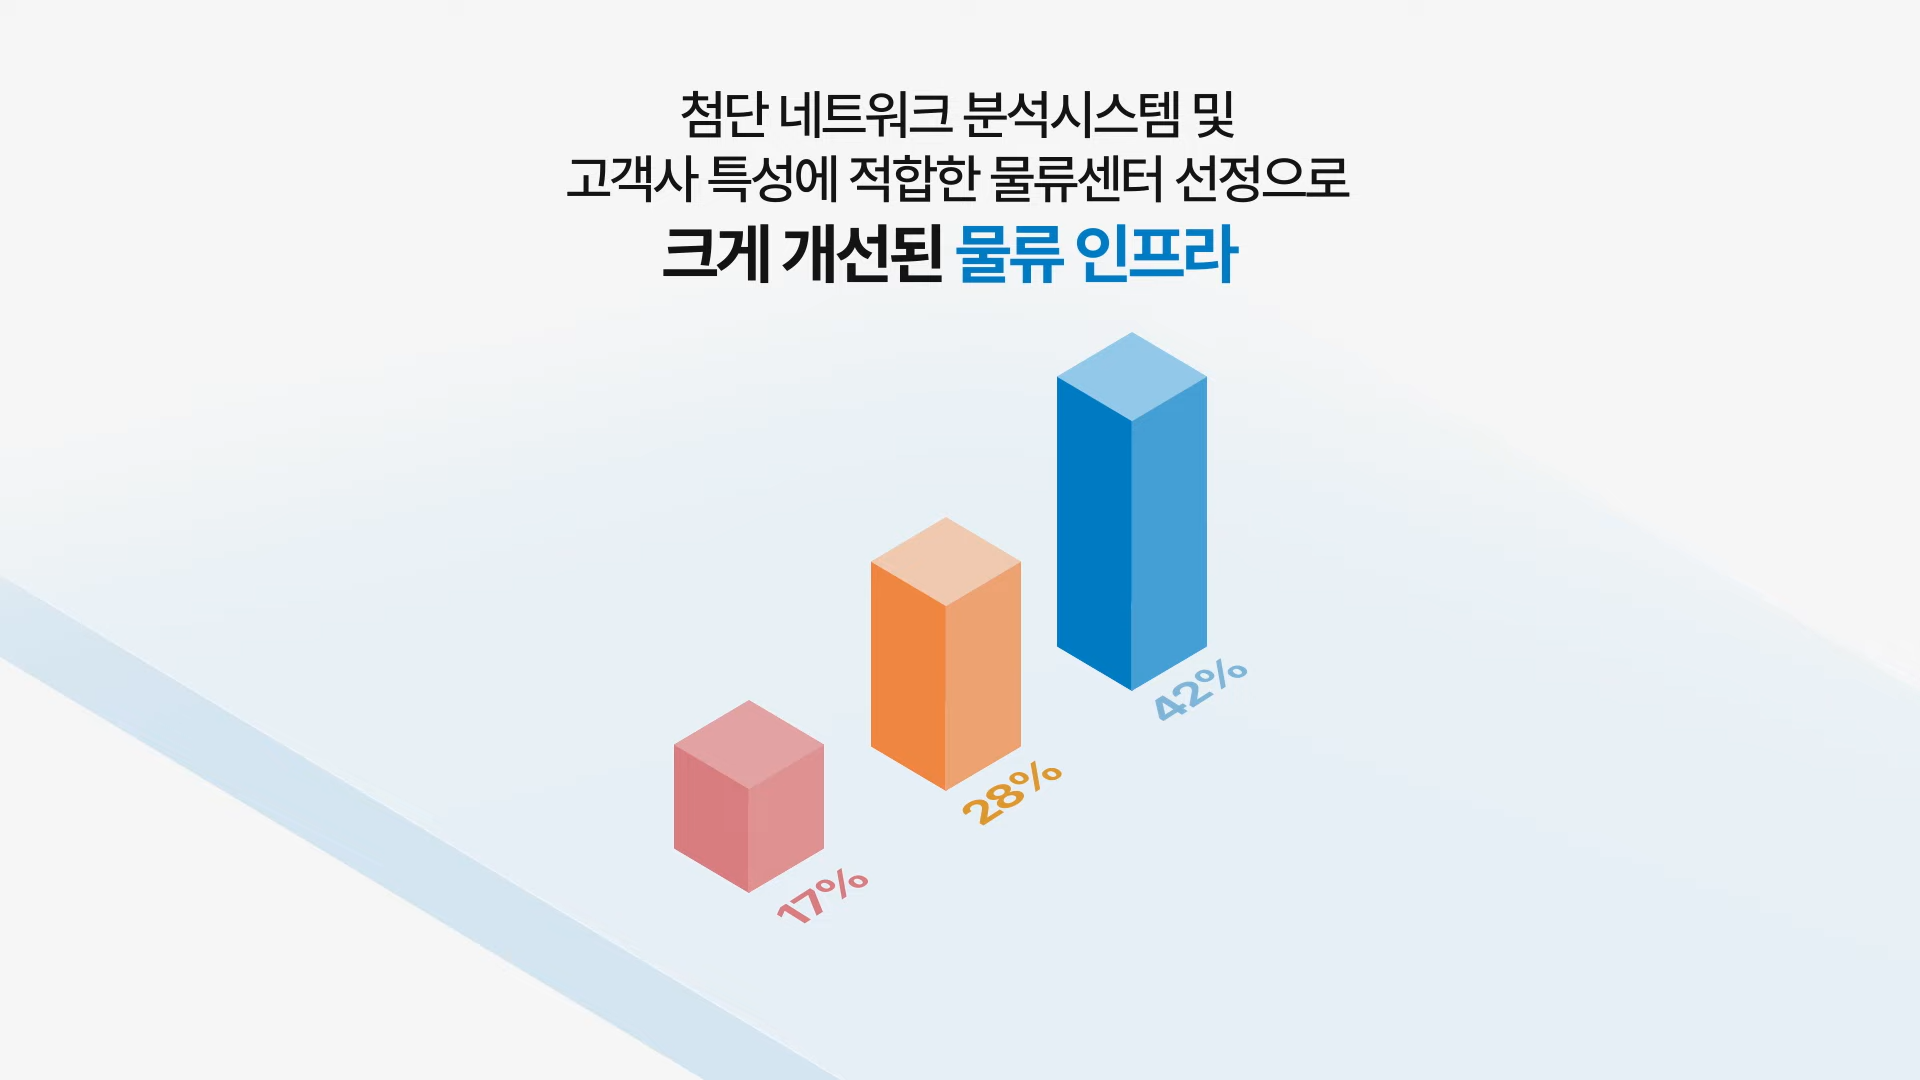 첨단 네트워크 분석시스템 및
고객사 특성에 적합한 물류센터 선정으로
크게 개선된 물류 인프라
42%
28%
17%